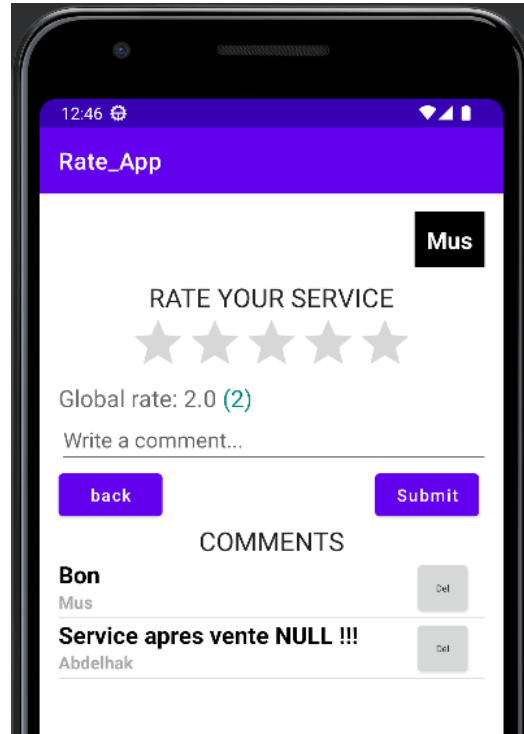 12:46
Rate_App
Mus
RATE YOUR SERVICE
Global rate: 2.0 (2)
Write a comment...
back Submit
COMMENTS
Bon
Mus
Del
Service apres vente NULL !!!
Abdelhak
Del